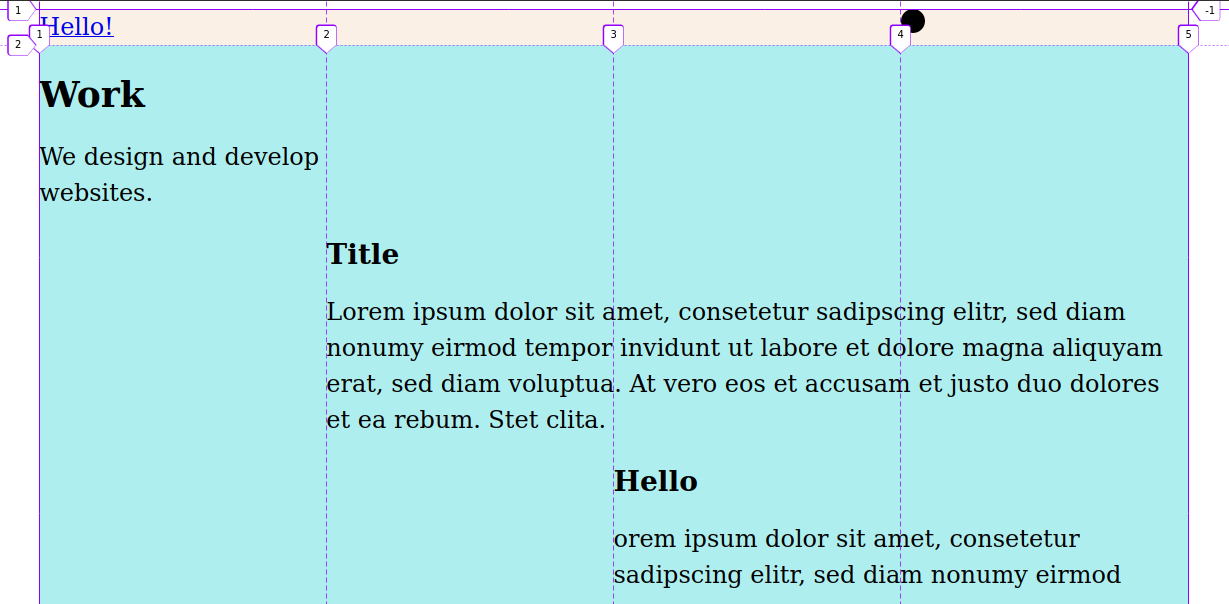 1
-1
Hello!
2
1
2
3
4
5
Work
We design and develop
websites.
Title
Lorem ipsum dolor sit amet, consetetur sadipscing elitr, sed diam
nonumy eirmod tempor invidunt ut labore et dolore magna aliquyam
erat, sed diam voluptua. At vero eos et accusam et justo duo dolores
et ea rebum. Stet clita.
Hello
orem ipsum dolor sit amet, consetetur
sadipscing elitr, sed diam nonumy eirmod